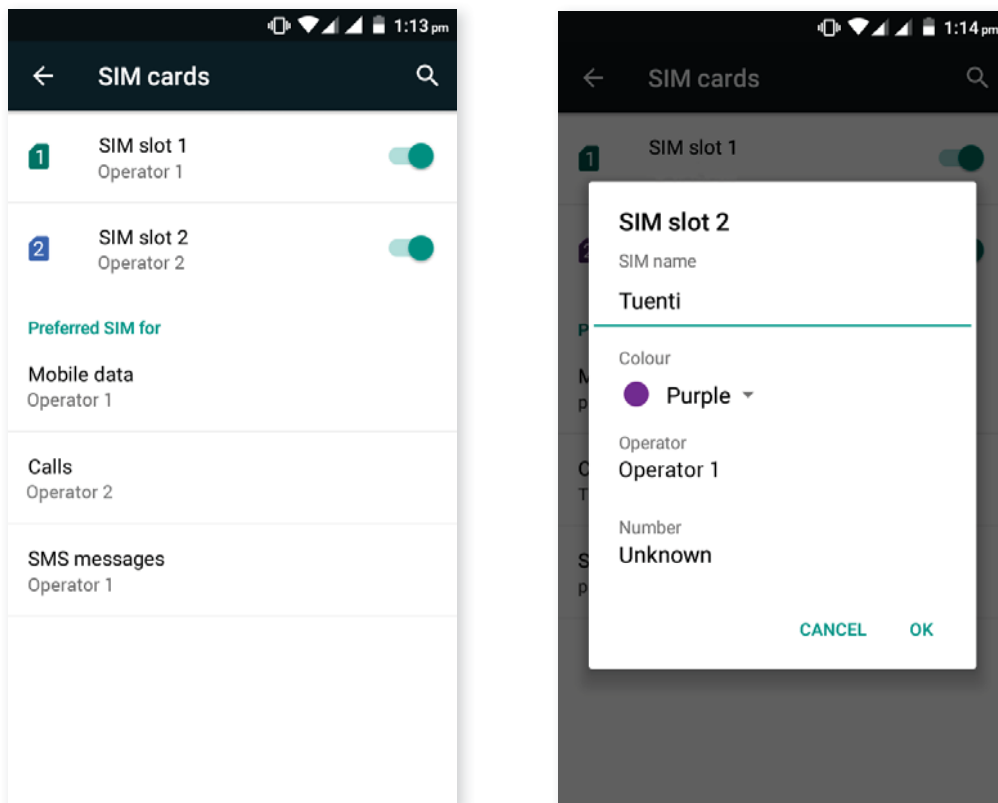 1:13 pm
SIM cards
1
SIM slot 1
Operator 1
2
SIM slot 2
Operator 2
Preferred SIM for
Mobile data
Operator 1
Calls
Operator 2
SMS messages
Operator 1
1:14 pm
SIM cards
1
SIM slot 1
SIM slot 2
SIM name
Tuenti
Colour
Purple
Operator
Operator 1
Number
Unknown
CANCEL OK